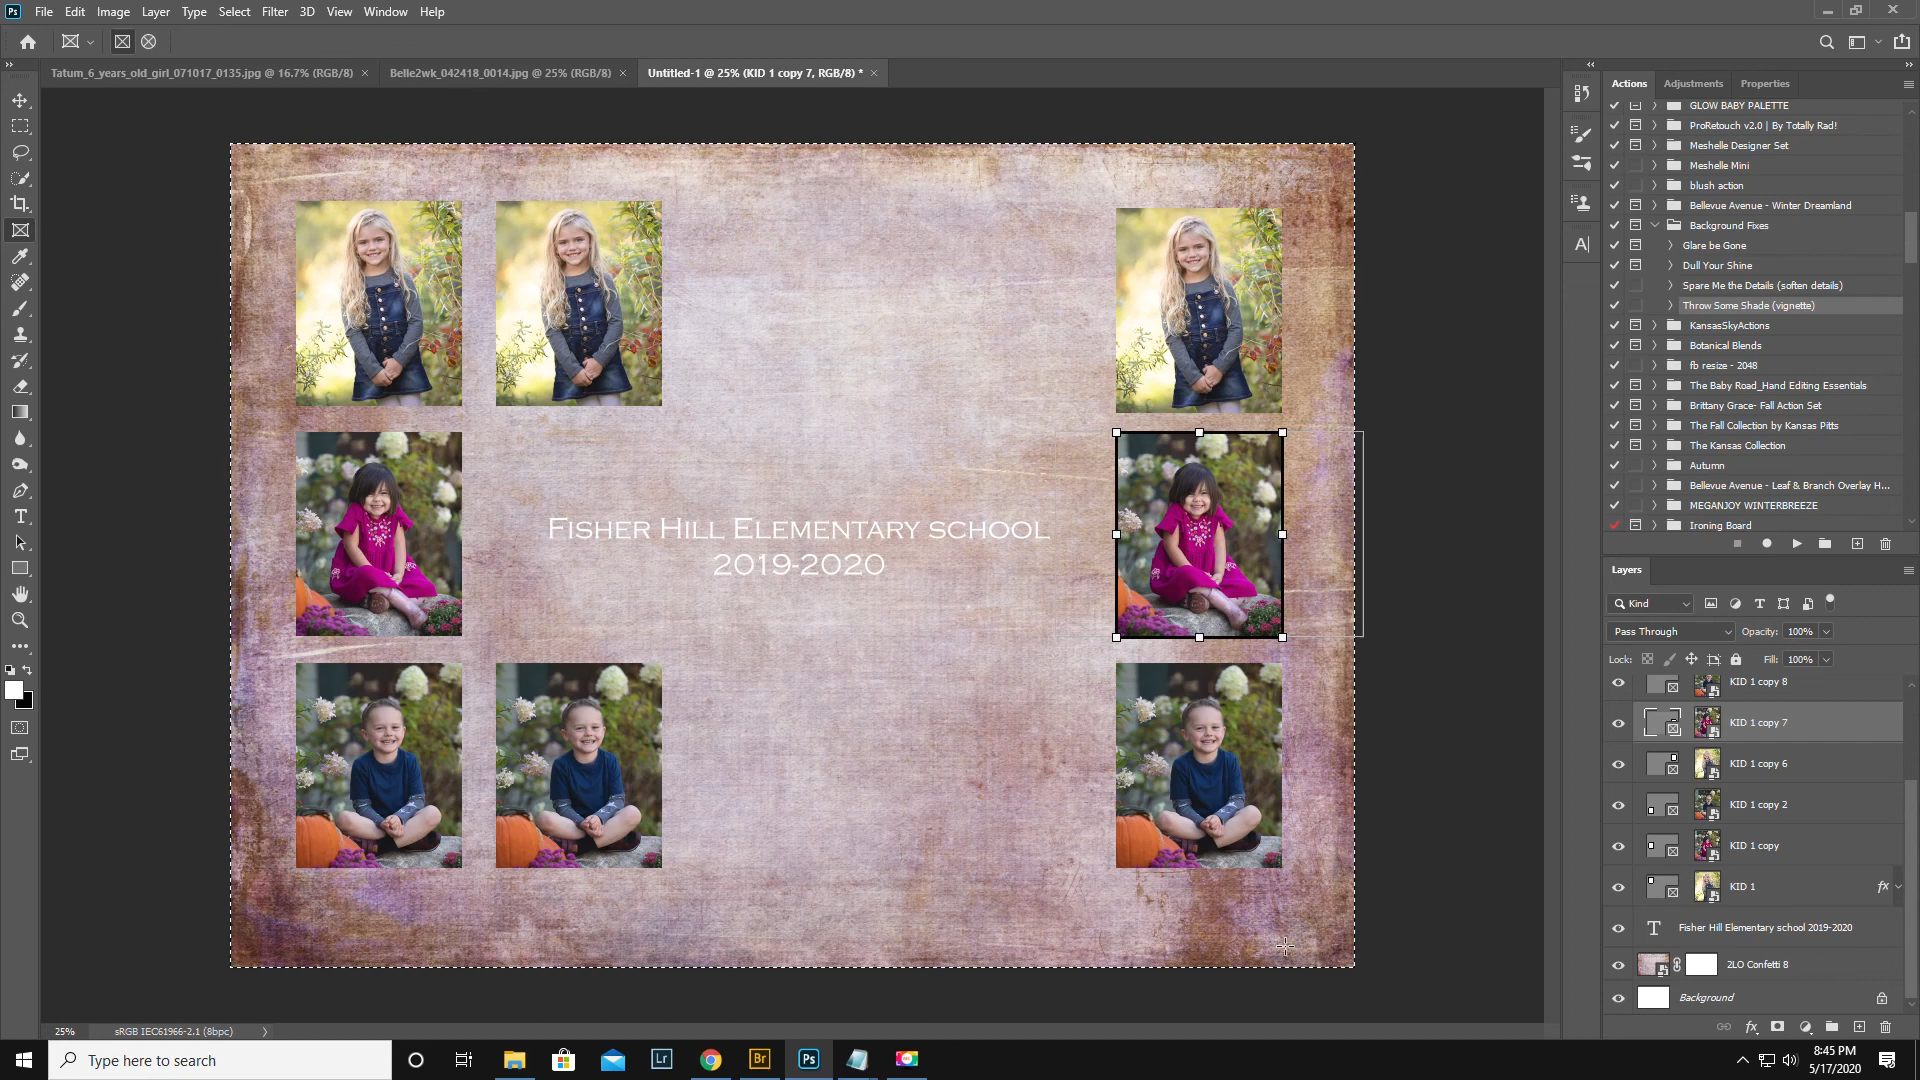 Ps File Edit Image Layer Type Select Filter 3D View Window Help
Tatum_6_years_old_girl_071017_0135.jpg @ 16.7% (RGB/8) × Belle2wk_042418_0014.jpg @ 25% (RGB/8) × Untitled-1 @ 25% (KID 1 copy 7, RGB/8) * ×
Actions Adjustments Properties
GLOW BABY PALETTE
ProRetouch v2.0 | By Totally Rad!
Meshelle Designer Set
Meshelle Mini
blush action
Bellevue Avenue - Winter Dreamland
Background Fixes
Glare be Gone
Dull Your Shine
Spare Me the Details (soften details)
Throw Some Shade (vignette)
KansasSkyActions
Botanical Blends
fb resize - 2048
The Baby Road_Hand Editing Essentials
Brittany Grace- Fall Action Set
The Fall Collection by Kansas Pitts
The Kansas Collection
Autumn
Bellevue Avenue - Leaf & Branch Overlay H...
MEGANJOY WINTERBREEZE
Ironing Board
Fisher Hill Elementary school
2019-2020
Layers
Kind
Pass Through Opacity: 100%
Lock: Fill: 100%
KID 1 copy 8
KID 1 copy 7
KID 1 copy 6
KID 1 copy 2
KID 1 copy
KID 1 fx
T Fisher Hill Elementary school 2019-2020
2LO Confetti 8
Background
25% sRGB IEC61966-2.1 (8bpc)
Type here to search
Lr Br Ps
8:45 PM
5/17/2020